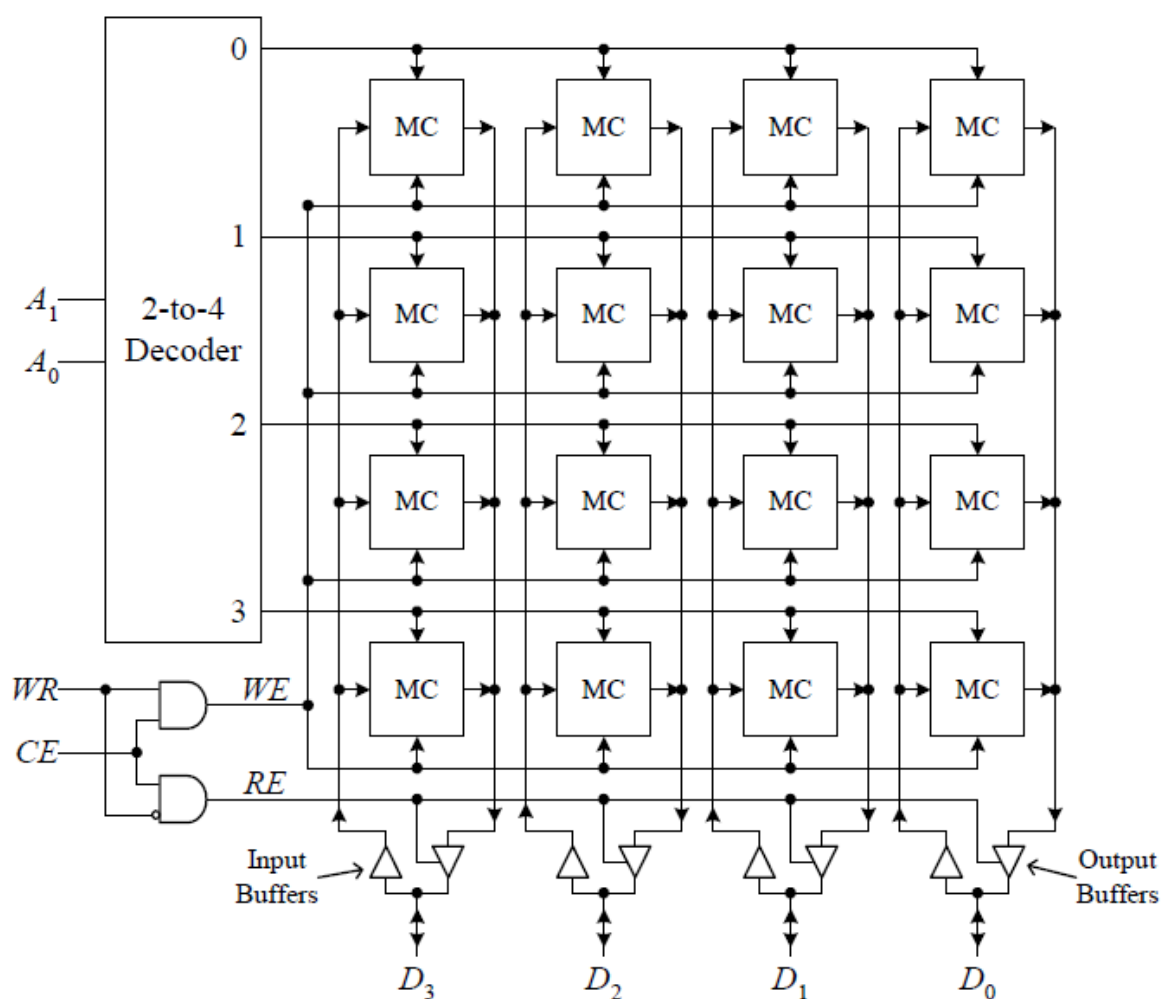 0
MC MC MC MC
1
A1
2-to-4
Decoder
A0
MC MC MC MC
2
MC MC MC MC
3
WR
WE
MC MC MC MC
CE
RE
Input
Buffers
Output
Buffers
D3 D2 D1 D0